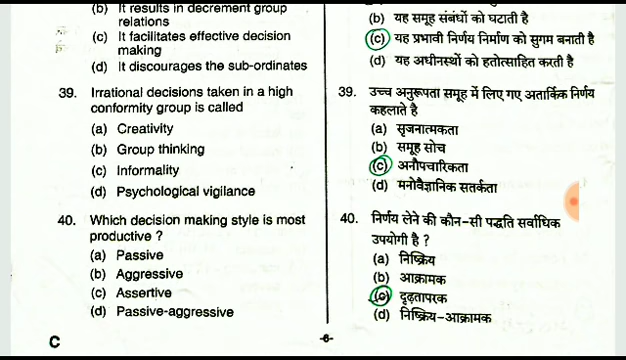 (b) It results in decrement group
relations
(c) It facilitates effective decision
making
(d) It discourages the sub-ordinates
39. Irrational decisions taken in a high
conformity group is called
(a) Creativity
(b) Group thinking
(c) Informality
(d) Psychological vigilance
40. Which decision making style is most
productive ?
(a) Passive
(b) Aggressive
(c) Assertive
(d) Passive-aggressive
C
-6-
(b) यह समूह संबंधों को घटाती है
(c) यह प्रभावी निर्णय निर्माण को सुगम बनाती है
(d) यह अधीनस्थों को हतोत्साहित करती है
39. उच्च अनुरूपता समूह में लिए गए अतार्किक निर्णय
कहलाते है
(a) सृजनात्मकता
(b) समूह सोच
(c) अनौपचारिकता
(d) मनोवैज्ञानिक सतर्कता
40. निर्णय लेने की कौन-सी पद्धति सर्वाधिक
उपयोगी है ?
(a) निष्क्रिय
(b) आक्रामक
(c) दृढ़तापरक
(d) निष्क्रिय-आक्रामक